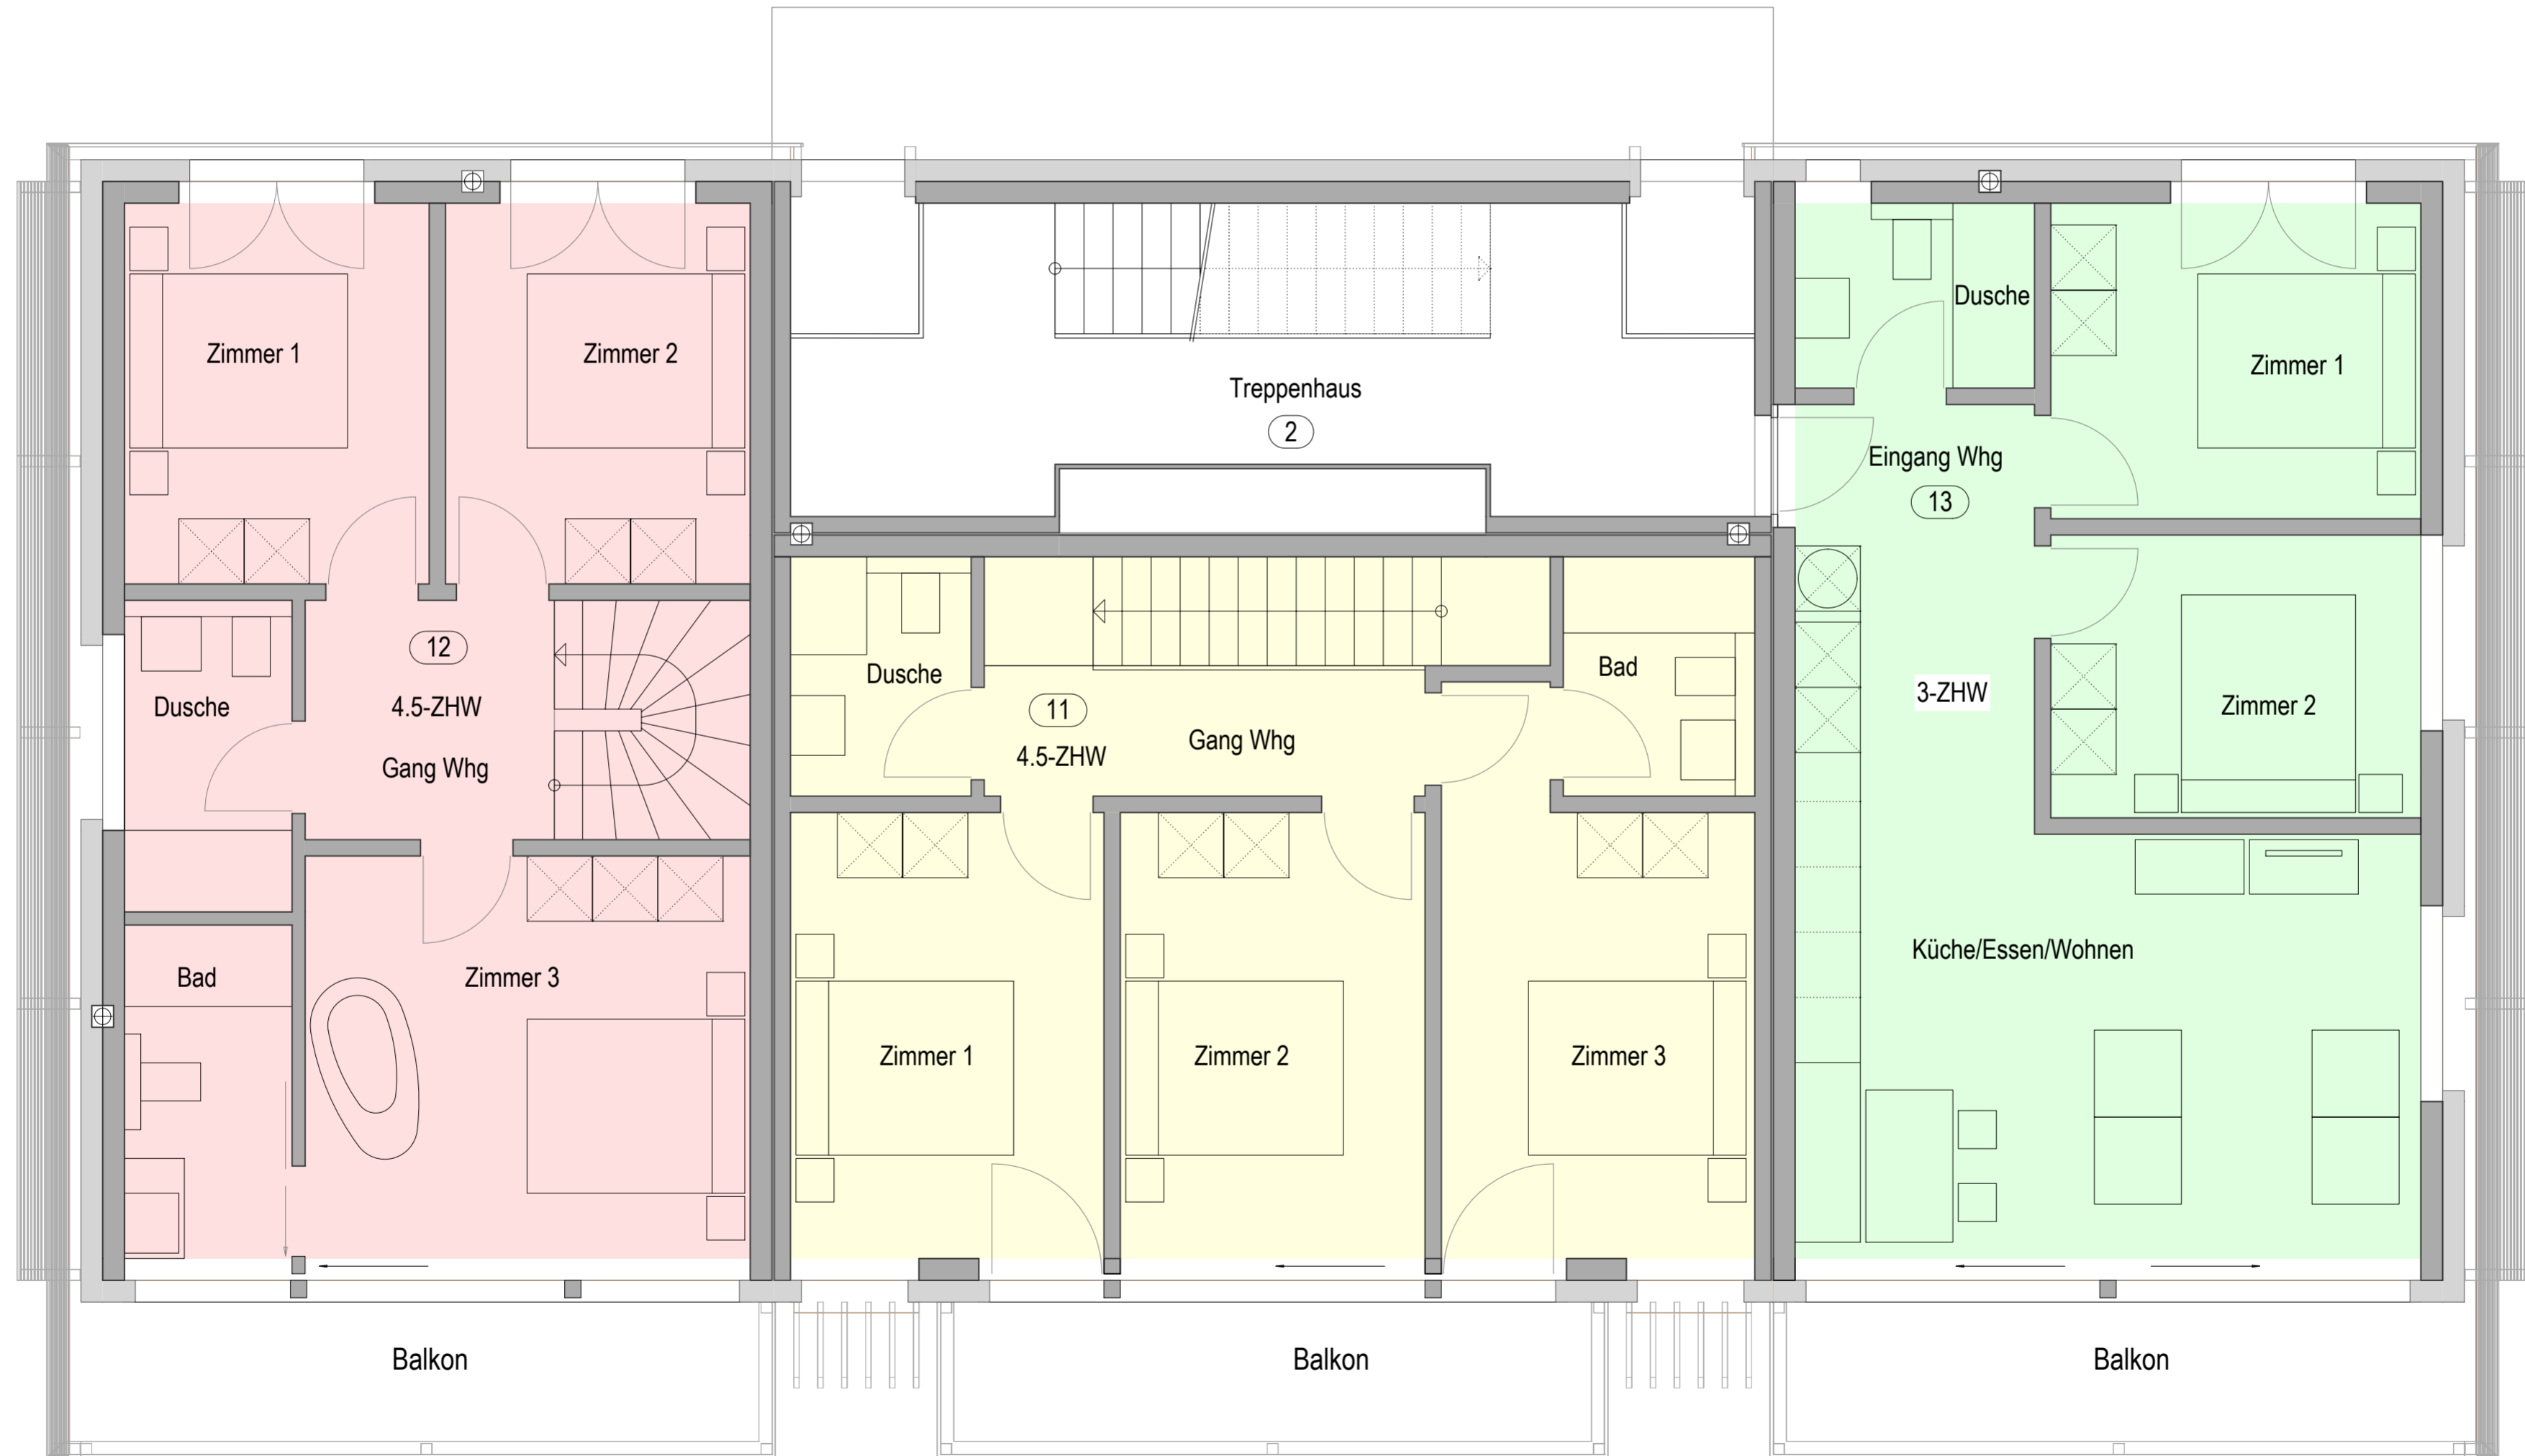 Zimmer 1
Zimmer 2
12
4.5-ZHW
Gang Whg
Dusche
Bad
Zimmer 3
Balkon
Treppenhaus
2
Dusche
11
4.5-ZHW
Gang Whg
Bad
Zimmer 1
Zimmer 2
Zimmer 3
Balkon
Dusche
Zimmer 1
Eingang Whg
13
3-ZHW
Zimmer 2
Küche/Essen/Wohnen
Balkon